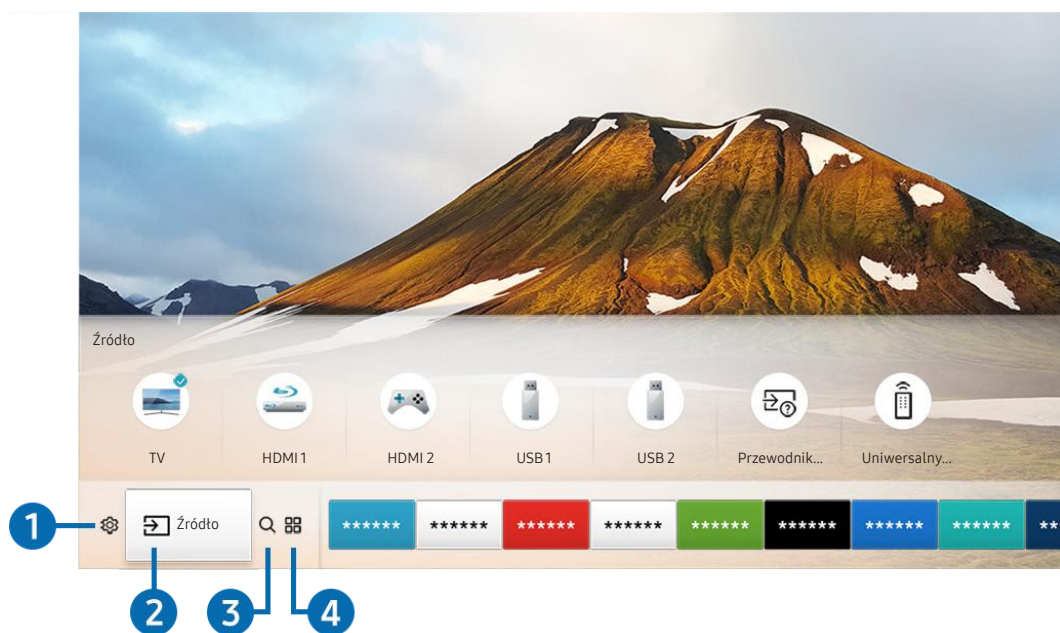 Źródło
TV
HDMI 1
HDMI 2
USB 1
USB 2
Przewodnik...
Uniwersalny...
1
Źródło
****** ****** ****** ****** ****** ****** ****** ****** **
2
3
4